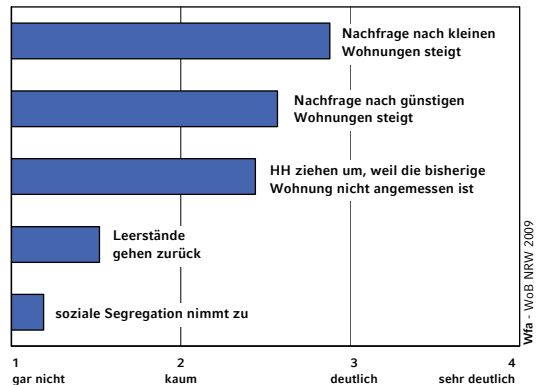 Nachfrage nach kleinen
Wohnungen steigt
Nachfrage nach günstigen
Wohnungen steigt
HH ziehen um, weil die bisherige
Wohnung nicht angemessen ist
Leerstände
gehen zurück
soziale Segregation nimmt zu
1 2 3 4
gar nicht kaum deutlich sehr deutlich
Wfa - WoB NRW 2009